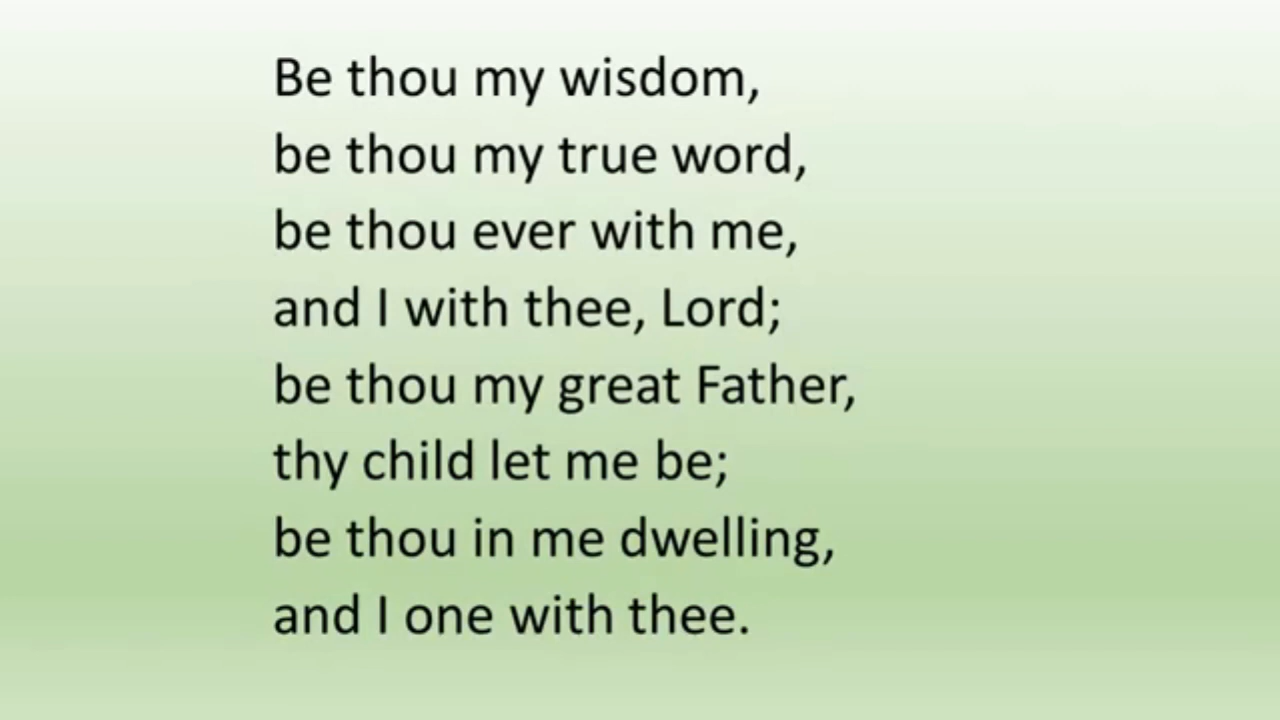 Be thou my wisdom,
be thou my true word,
be thou ever with me,
and I with thee, Lord;
be thou my great Father,
thy child let me be;
be thou in me dwelling,
and I one with thee.